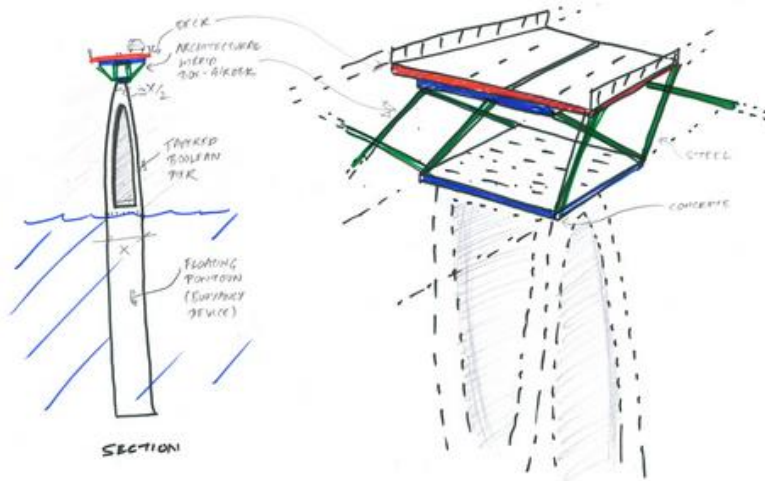 DECK
ARCHITECTURAL
HYBRID
BOX-GIRDER
X/2
TAPERED
BOOLEAN
PIER
X
FLOATING
PONTOON
(BUOYANCY
DEVICE)
SECTION
STEEL
CONCRETE